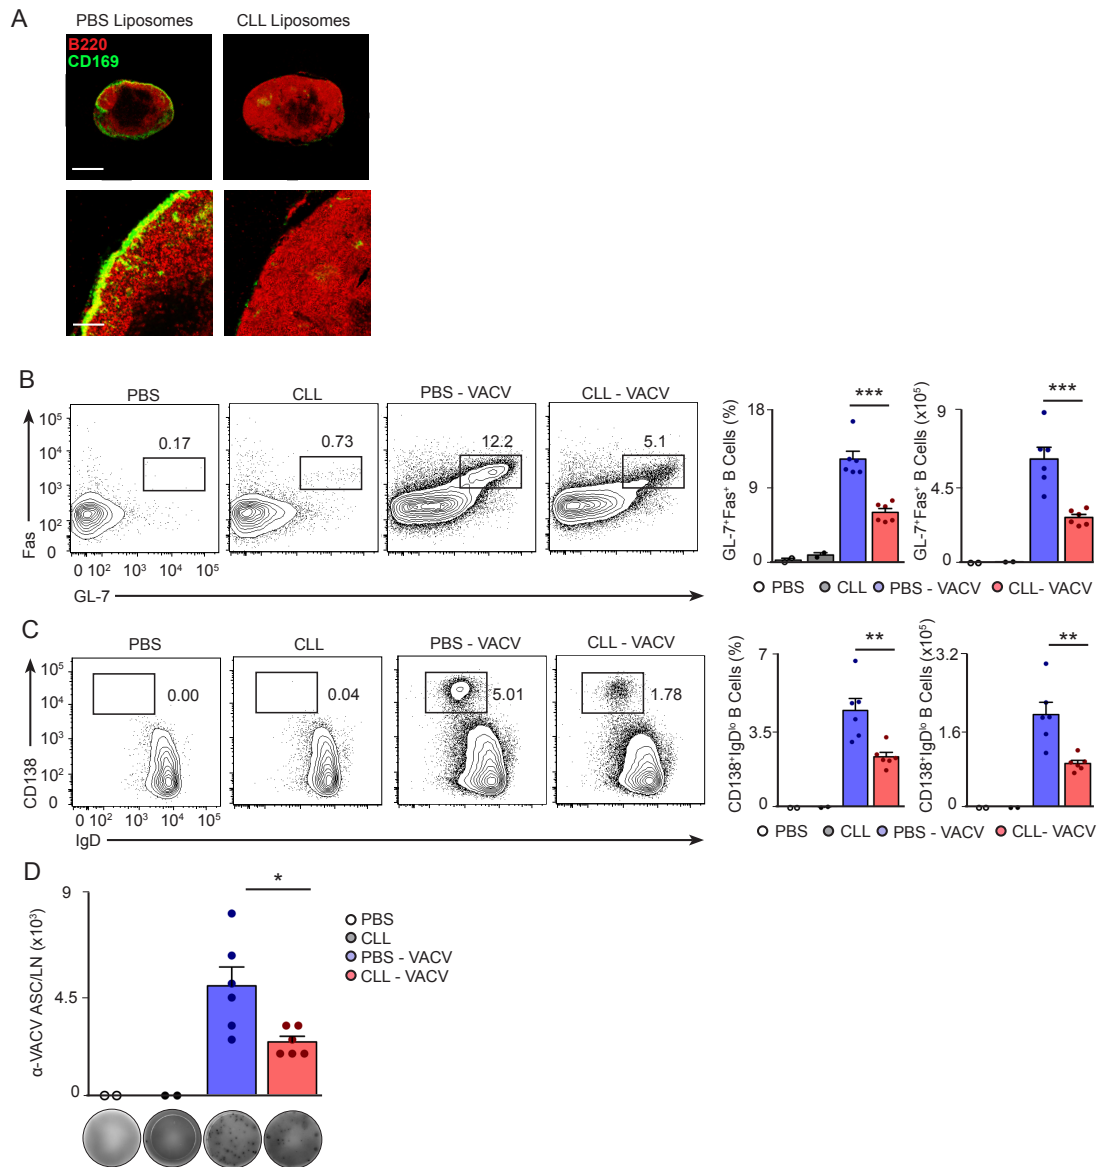 A
PBS Liposomes CLL Liposomes
B220
CD169
B
PBS CLL PBS - VACV CLL - VACV
10⁵
10⁴
10³
10²
0
Fas
0.17 0.73 12.2 5.1
0 10² 10³ 10⁴ 10⁵
GL-7
GL-7⁺Fas⁺ B Cells (%)
18
9
0
***
GL-7⁺Fas⁺ B Cells (x10⁵)
9
4.5
0
***
PBS CLL PBS - VACV CLL- VACV
C
PBS CLL PBS - VACV CLL - VACV
10⁵
10⁴
10³
10²
0
CD138
0.00 0.04 5.01 1.78
0 10² 10³ 10⁴ 10⁵
IgD
CD138⁺IgDˡᵒ B Cells (%)
7
3.5
0
**
CD138⁺IgDˡᵒ B Cells (x10⁵)
3.2
1.6
0
**
PBS CLL PBS - VACV CLL- VACV
D
α-VACV ASC/LN (x10³)
9
4.5
0
*
PBS
CLL
PBS - VACV
CLL - VACV